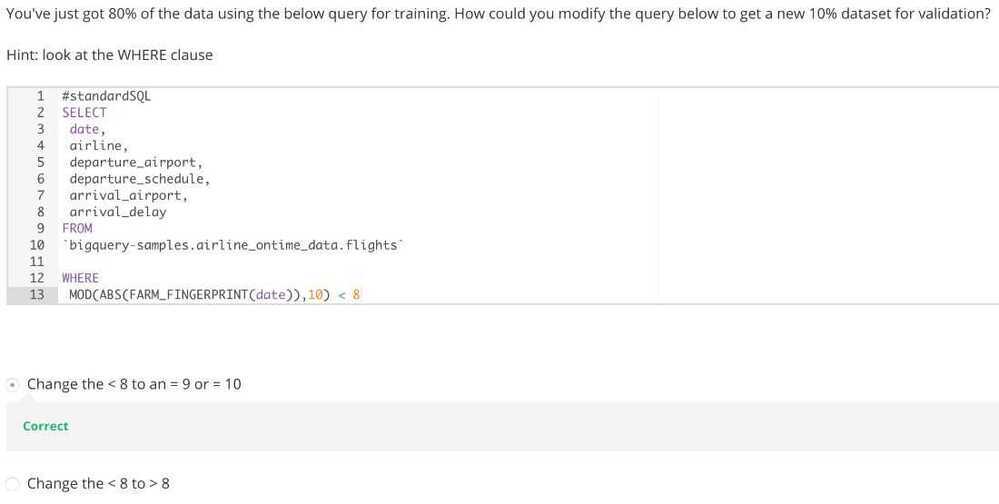 You've just got 80% of the data using the below query for training. How could you modify the query below to get a new 10% dataset for validation?
Hint: look at the WHERE clause
1 #standardSQL
2 SELECT
3 date,
4 airline,
5 departure_airport,
6 departure_schedule,
7 arrival_airport,
8 arrival_delay
9 FROM
10 `bigquery-samples.airline_ontime_data.flights`
11
12 WHERE
13 MOD(ABS(FARM_FINGERPRINT(date)),10) < 8
Change the < 8 to an = 9 or = 10
Correct
Change the < 8 to > 8